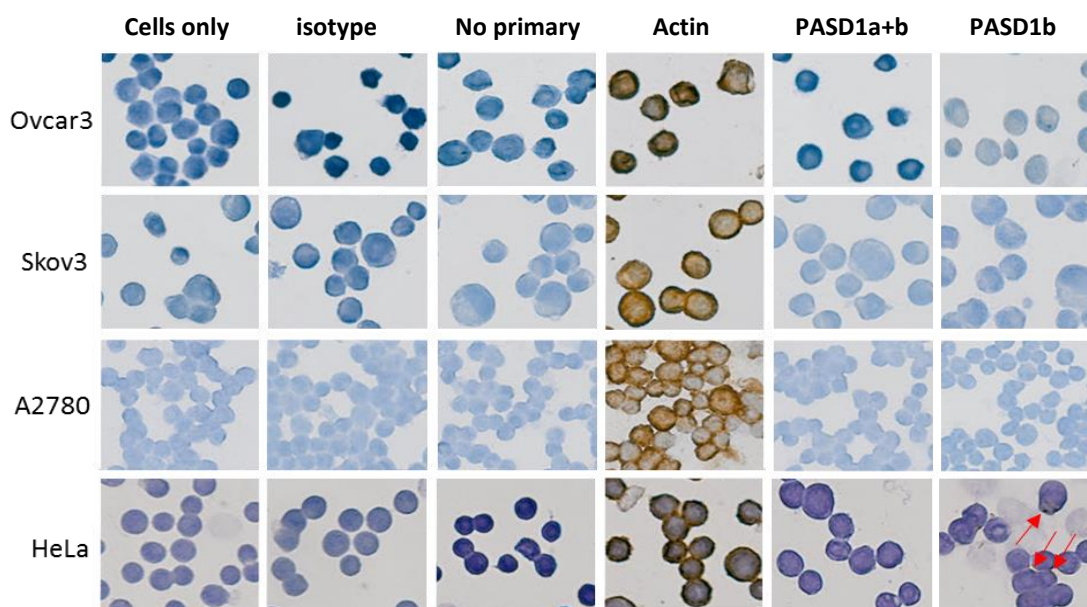 Cells only isotype No primary Actin PASD1a+b PASD1b
Ovcar3
Skov3
A2780
HeLa